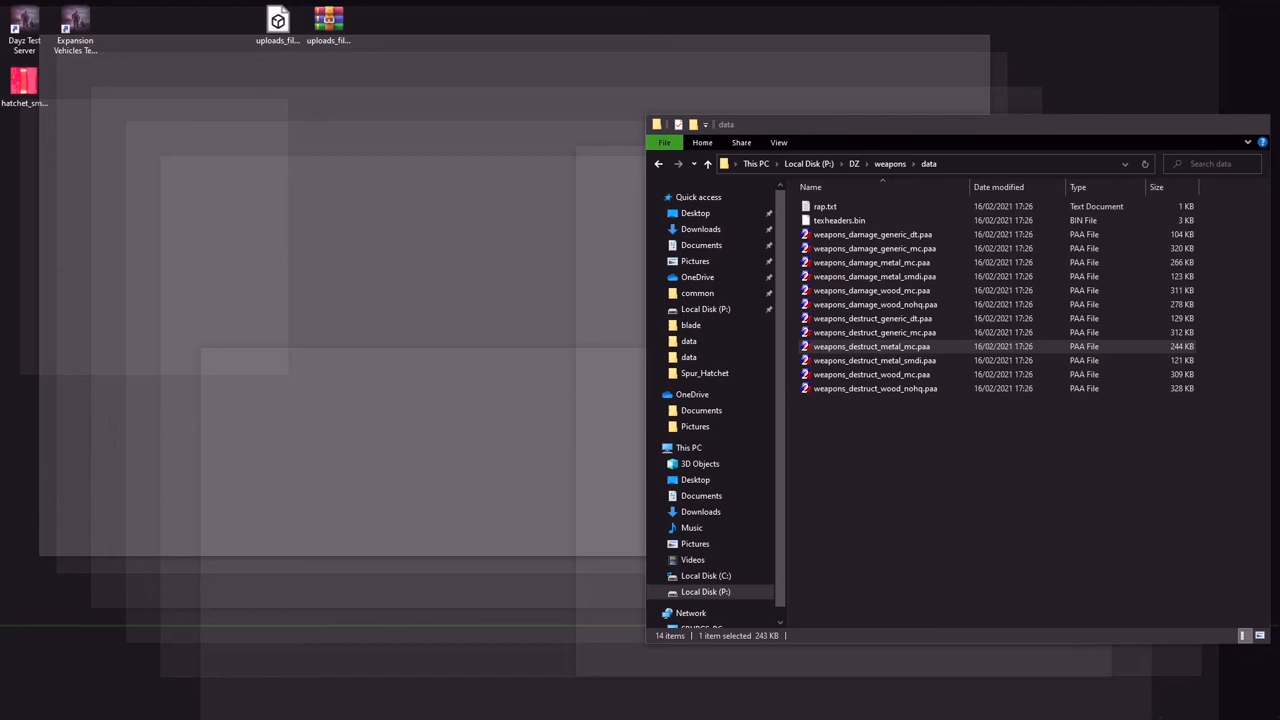 Dayz Test
Server
Expansion
Vehicles Te...
uploads_fil...
uploads_fil...
hatchet_sm...
data
File
Home
Share
View
This PC
Local Disk (P:)
DZ
weapons
data
Search data
Name
Date modified
Type
Size
Quick access
Desktop
Downloads
Documents
Pictures
OneDrive
common
Local Disk (P:)
blade
data
data
Spur_Hatchet
OneDrive
Documents
Pictures
This PC
3D Objects
Desktop
Documents
Downloads
Music
Pictures
Videos
Local Disk (C:)
Local Disk (P:)
Network
rap.txt 16/02/2021 17:26 Text Document 1 KB
texheaders.bin 16/02/2021 17:26 BIN File 3 KB
weapons_damage_generic_dt.paa 16/02/2021 17:26 PAA File 104 KB
weapons_damage_generic_mc.paa 16/02/2021 17:26 PAA File 320 KB
weapons_damage_metal_mc.paa 16/02/2021 17:26 PAA File 266 KB
weapons_damage_metal_smdi.paa 16/02/2021 17:26 PAA File 123 KB
weapons_damage_wood_mc.paa 16/02/2021 17:26 PAA File 311 KB
weapons_damage_wood_nohq.paa 16/02/2021 17:26 PAA File 278 KB
weapons_destruct_generic_dt.paa 16/02/2021 17:26 PAA File 129 KB
weapons_destruct_generic_mc.paa 16/02/2021 17:26 PAA File 312 KB
weapons_destruct_metal_mc.paa 16/02/2021 17:26 PAA File 244 KB
weapons_destruct_metal_smdi.paa 16/02/2021 17:26 PAA File 121 KB
weapons_destruct_wood_mc.paa 16/02/2021 17:26 PAA File 309 KB
weapons_destruct_wood_nohq.paa 16/02/2021 17:26 PAA File 328 KB
14 items
1 item selected 243 KB